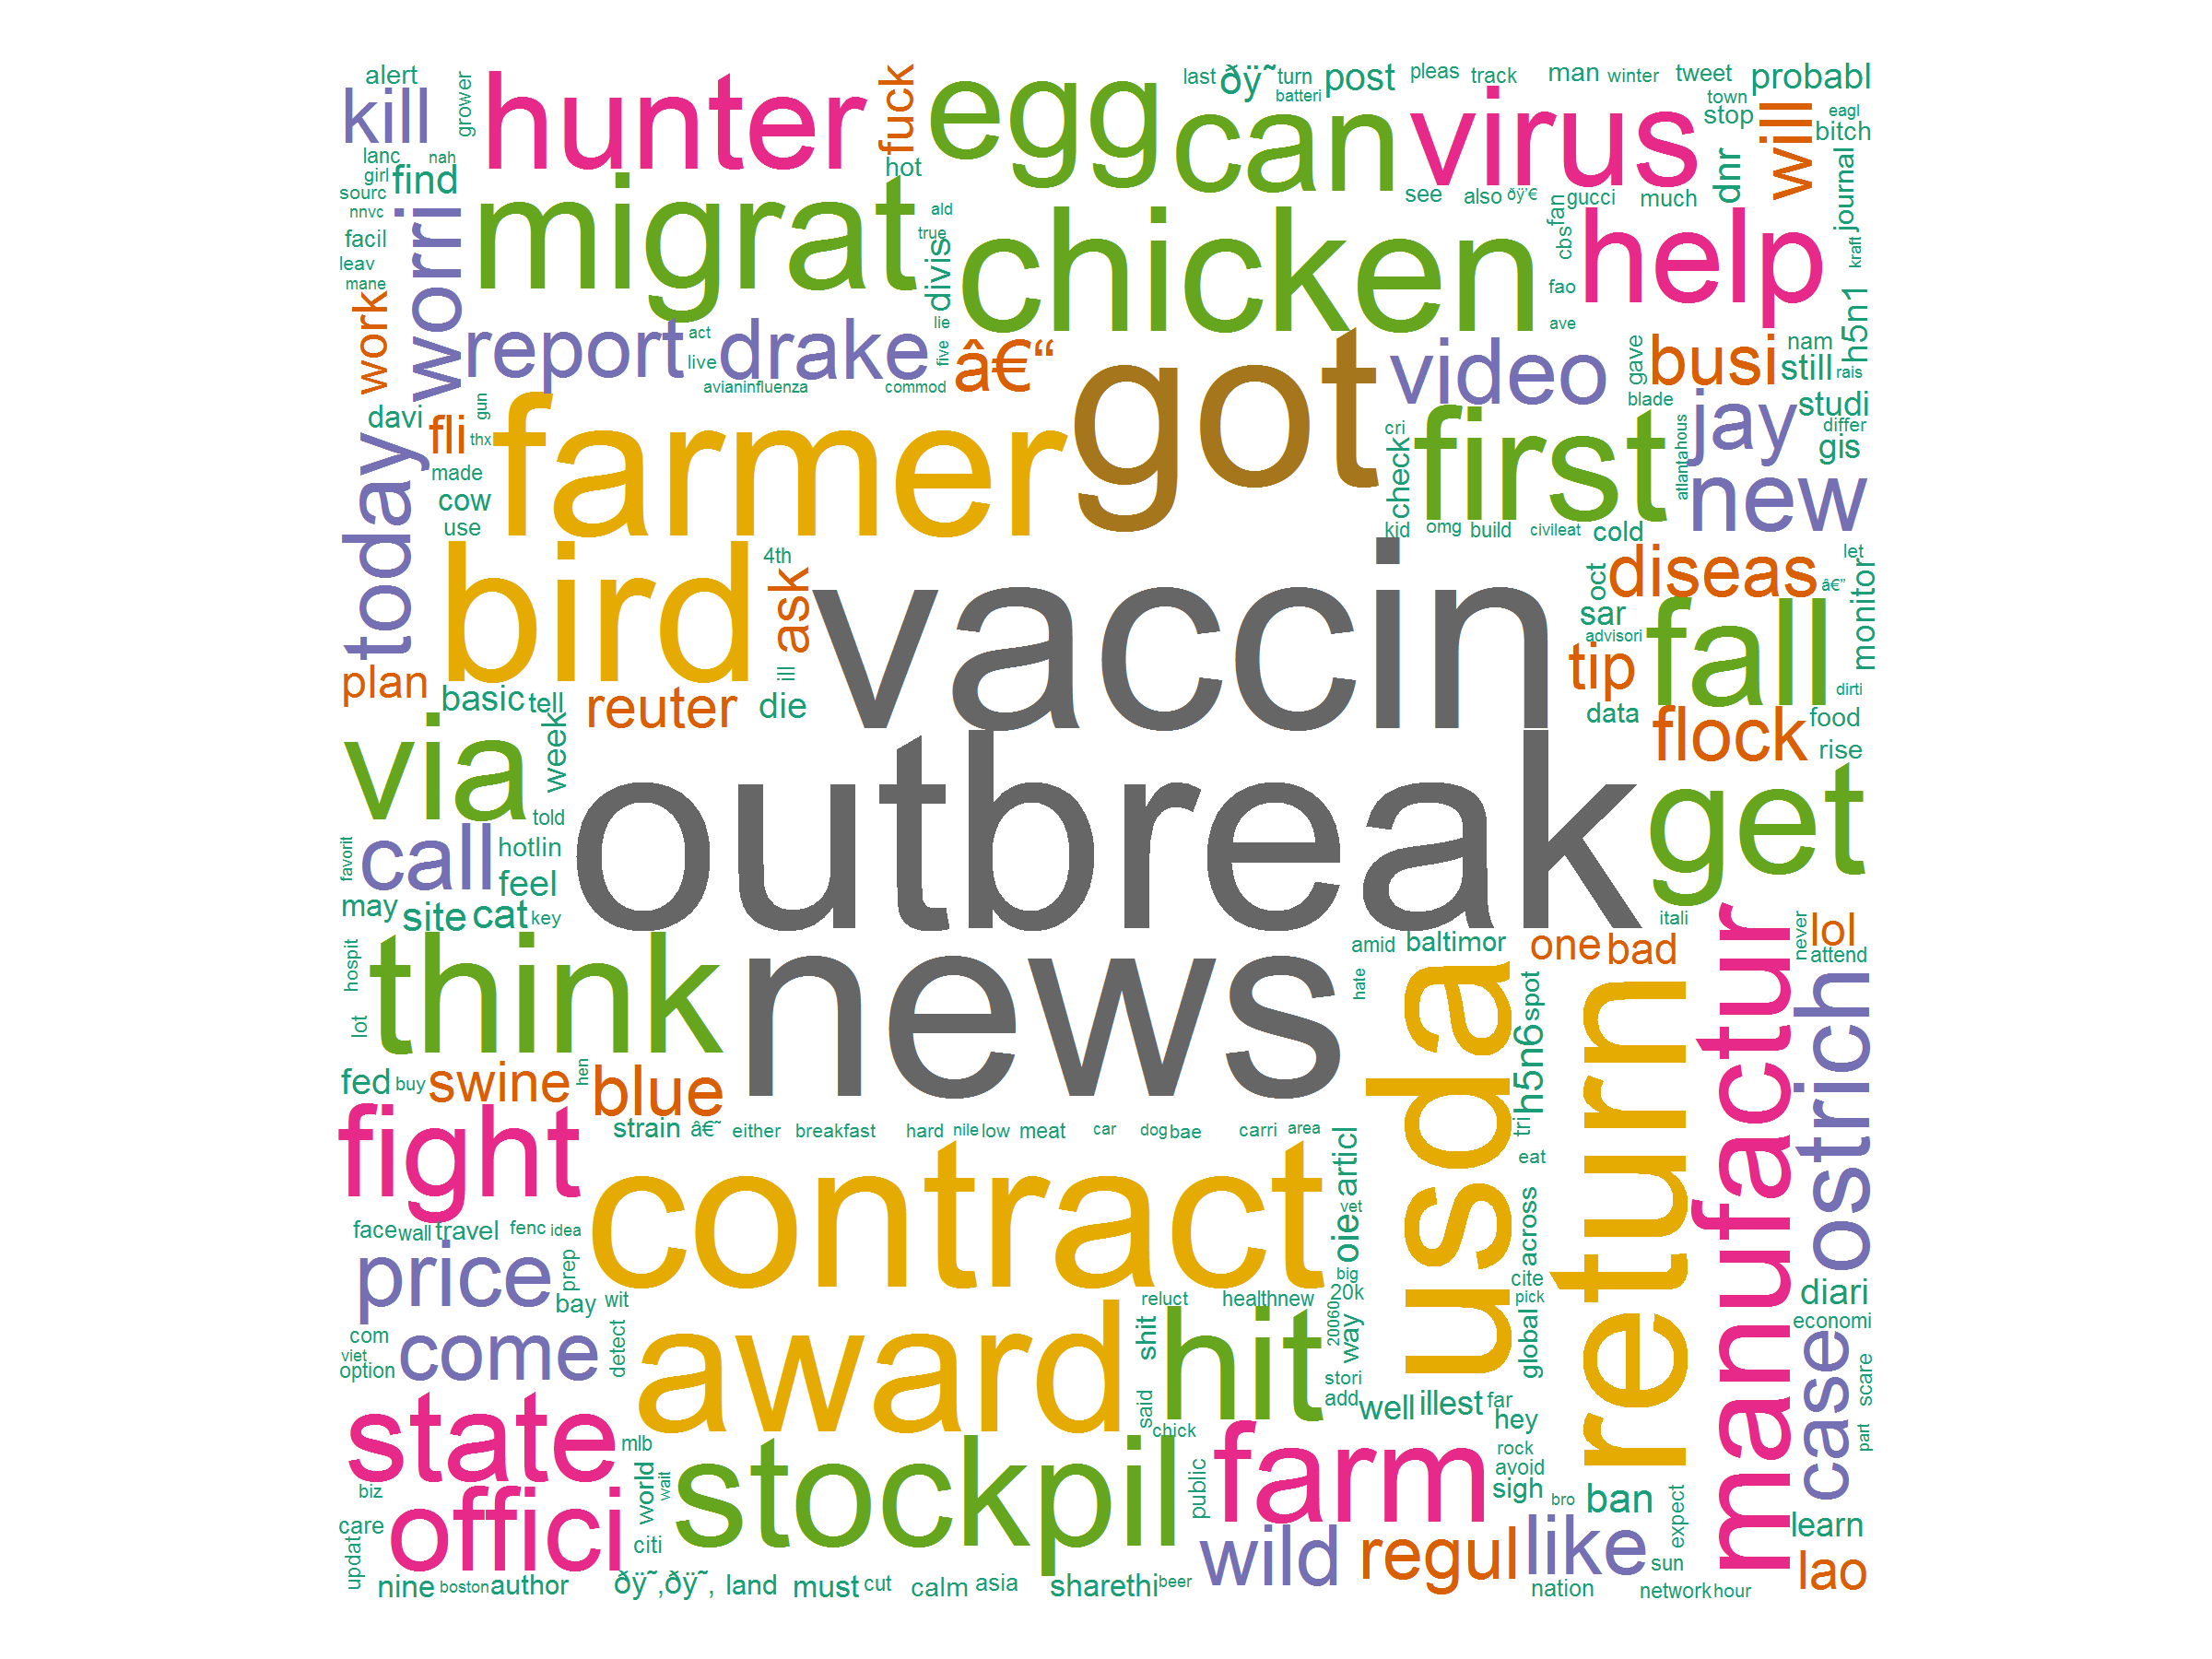 alert
kill
grower
hunter
fuck
egg
last
ðÿ˜
turn
batteri
post
pleas
track
man
winter
tweet
probabl
can
virus
town
stop
will
eagl
bitch
lanc
nah
girl
find
sourc
nnvc
facil
leav
mane
worri
migrat
hot
ald
true
divis
chicken
see
also
ðÿ’€
gucci
much
dnr
fan
cbs
help
journal
kraft
fao
ave
h5n1
work
report
act
live
drake
lie
five
avianinfluenza
commod
â€“
got
video
gave
busi
nam
still
rais
blade
studi
differ
gis
jay
davi
gun
fli
thx
farmer
made
cow
use
today
cri
check
first
atlantahous
new
kid
omg
build
civileat
cold
bird
4th
ask
ill
die
vaccin
oct
diseas
let
â€”
monitor
sar
advisori
tip
fall
data
dirti
plan
basic
tell
reuter
week
flock
food
rise
via
told
outbreak
get
favorit
call
hotlin
feel
may
site
cat
key
itali
hospit
lot
think
news
amid
baltimor
hate
one
bad
never
lol
attend
usda
spot
return
manufactur
ostrich
fed
buy
swine
hen
blue
h5n6
tri
strain
â€˜
either
breakfast
hard
nile
low
meat
car
dog
bae
carri
area
fight
contract
articl
vet
eat
face
wall
travel
fenc
idea
oie
across
price
prep
bay
wit
big
20k
cite
pick
diari
reluct
healthnew
20060
way
economi
com
viet
option
come
detect
award
shit
hit
stori
add
global
case
scare
part
said
chick
well
illest
far
hey
state
mlb
world
wait
stockpil
public
farm
rock
avoid
sigh
bro
ban
expect
learn
biz
care
updat
offici
citi
wild
regul
like
sun
lao
nine
boston
author
ðÿ˜‚ðÿ˜‚
land
must
cut
calm
asia
sharethi
beer
nation
network
hour